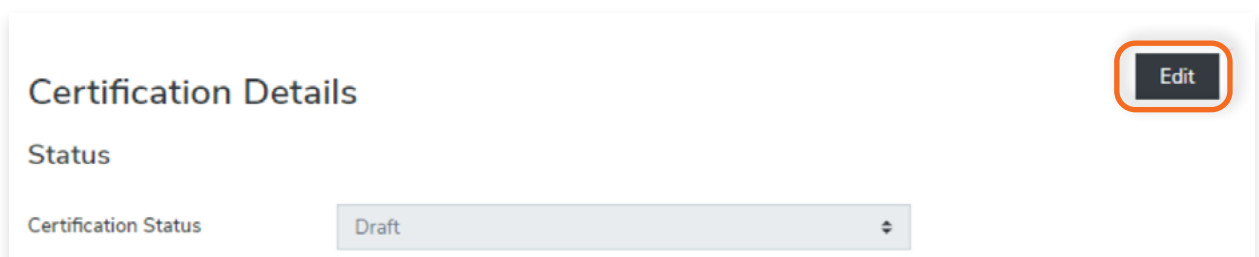 Edit
Certification Details
Status
Certification Status Draft